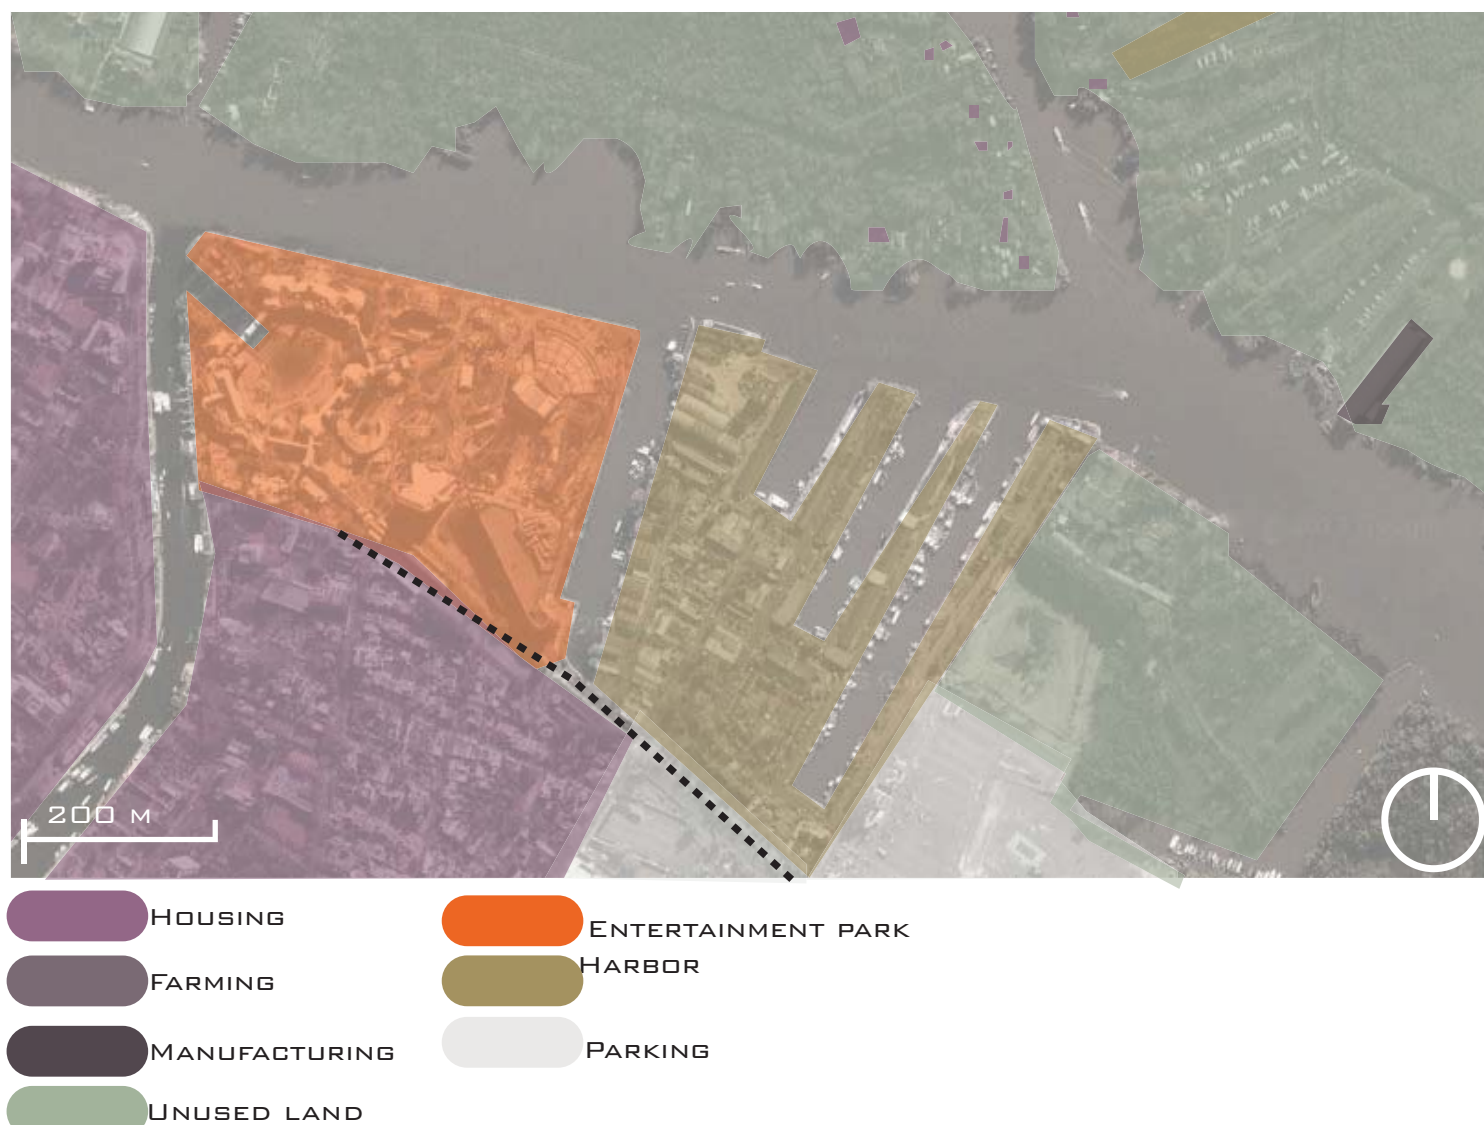 200 M
HOUSING
ENTERTAINMENT PARK
FARMING
HARBOR
MANUFACTURING
PARKING
UNUSED LAND